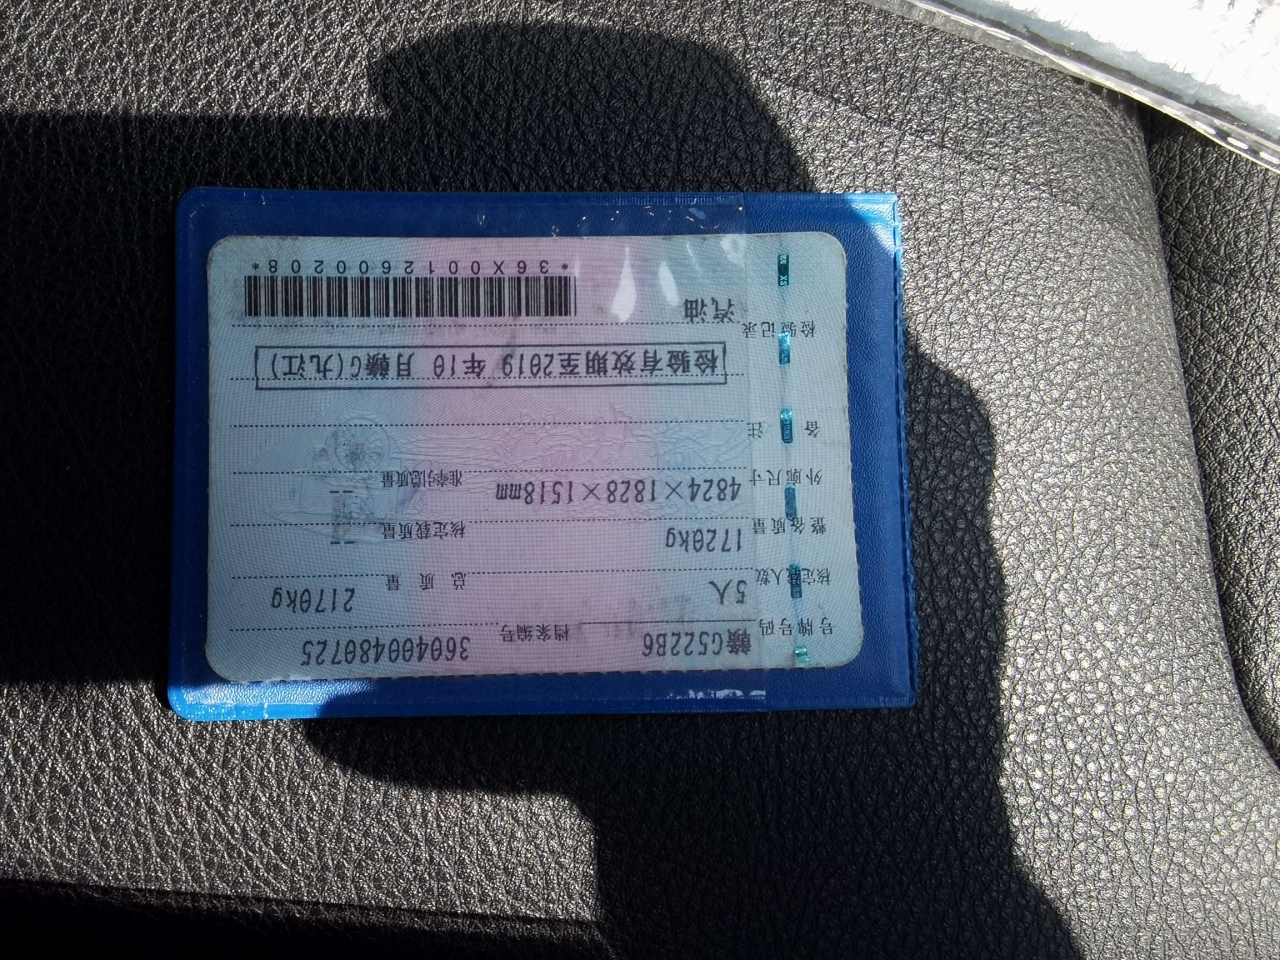 号牌号码 赣G522B6 档案编号 360400480725
核定载人数 5人 总质量 2170kg
整备质量 1720kg 核定载质量 --
外廓尺寸 4824×1828×1518mm 准牵引总质量 --
备注
检验有效期至2019 年10 月赣G(九江)
检验记录
汽油
*36X0012600208*